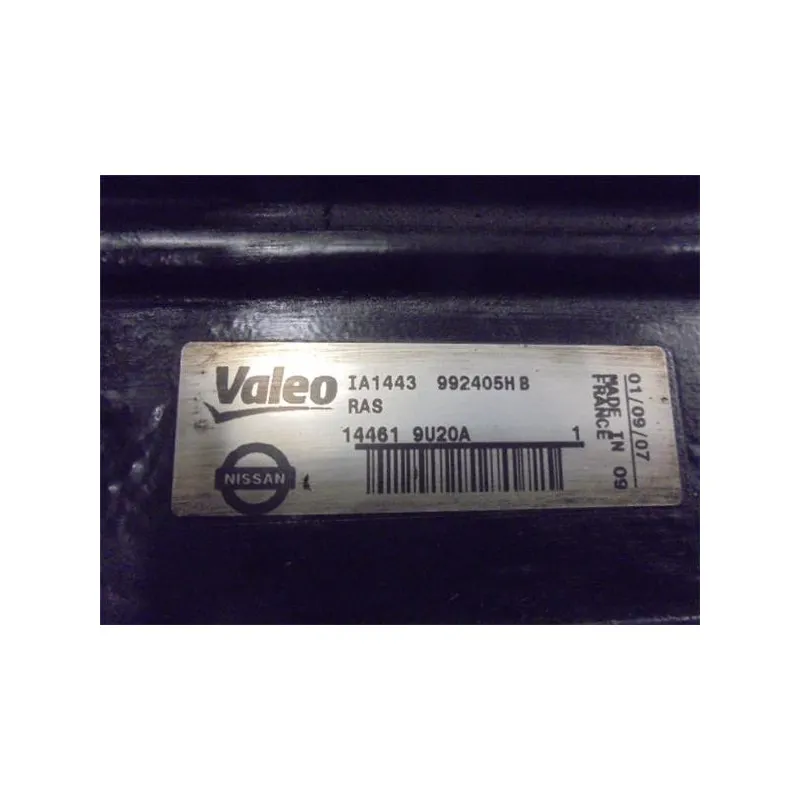 Valeo IA1443 992405H B
RAS
14461 9U20A 1
NISSAN
01/09/07
MADE IN 09
FRANCE